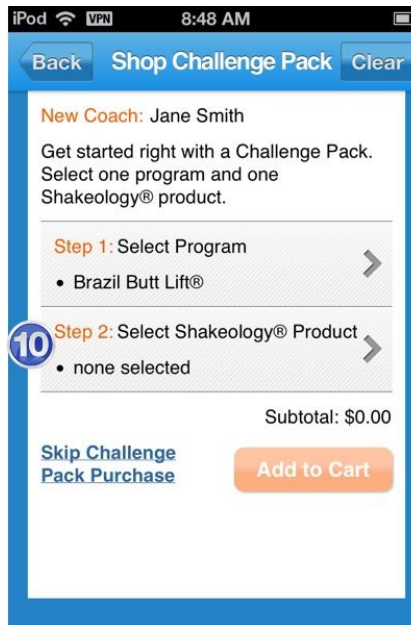 iPod VPN 8:48 AM
Back Shop Challenge Pack Clear
New Coach: Jane Smith
Get started right with a Challenge Pack.
Select one program and one
Shakeology® product.
Step 1: Select Program
• Brazil Butt Lift®
10 Step 2: Select Shakeology® Product
• none selected
Subtotal: $0.00
Skip Challenge
Pack Purchase
Add to Cart